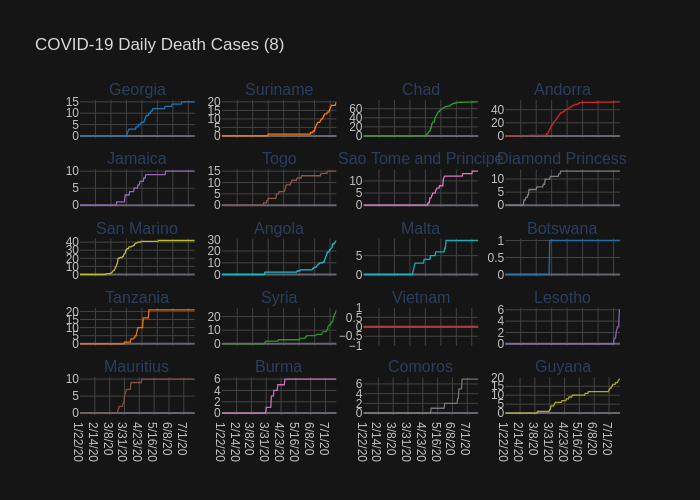 COVID-19 Daily Death Cases (8)
Georgia Suriname Chad Andorra
15 10 5 0
20 15 10 5 0
60 40 20 0
40 20 0
Jamaica Togo Sao Tome and Principe Diamond Princess
10 5 0
15 10 5 0
10 5 0
10 5 0
San Marino Angola Malta Botswana
40 30 20 10 0
30 20 10 0
5 0
1 0.5 0
Tanzania Syria Vietnam Lesotho
20 15 10 5 0
20 10 0
1 0.5 0 −0.5 −1
6 4 2 0
Mauritius Burma Comoros Guyana
10 5 0
6 4 2 0
6 4 2 0
20 15 10 5 0
1/22/20 2/14/20 3/8/20 3/31/20 4/23/20 5/16/20 6/8/20 7/1/20
1/22/20 2/14/20 3/8/20 3/31/20 4/23/20 5/16/20 6/8/20 7/1/20
1/22/20 2/14/20 3/8/20 3/31/20 4/23/20 5/16/20 6/8/20 7/1/20
1/22/20 2/14/20 3/8/20 3/31/20 4/23/20 5/16/20 6/8/20 7/1/20